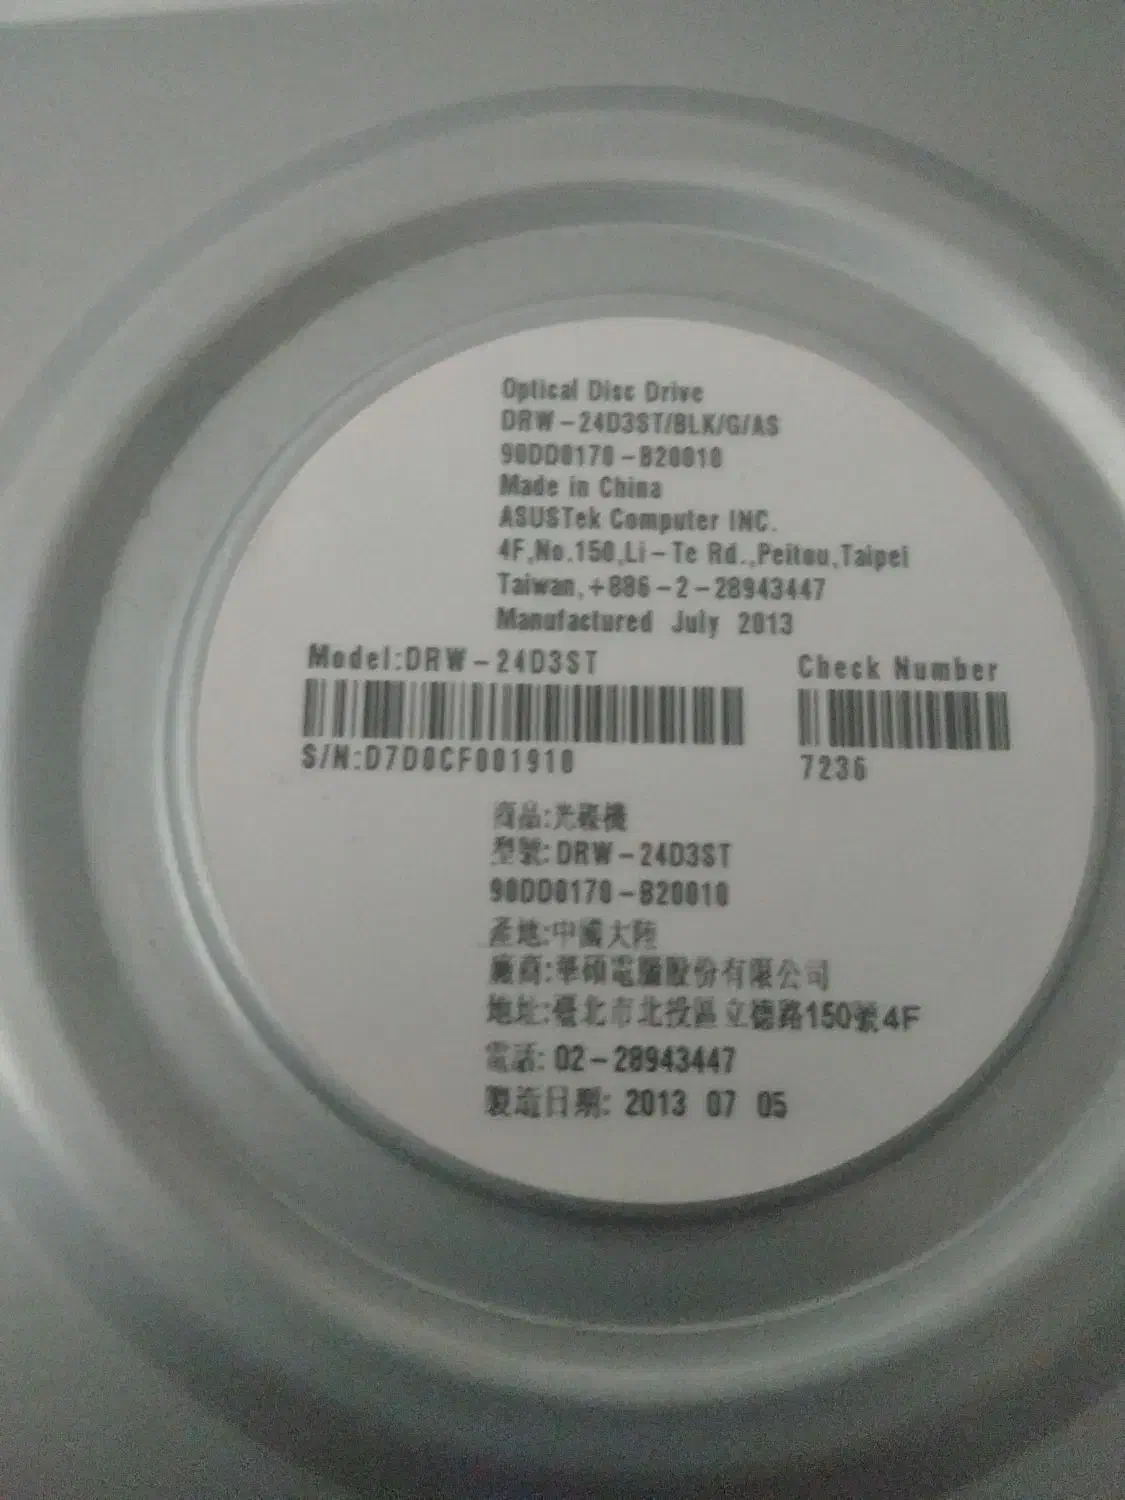 Optical Disc Drive
DRW-24D3ST/BLK/G/AS
90DD0170-B20010
Made in China
ASUSTek Computer INC.
4F,No.150,Li-Te Rd.,Peitou,Taipei
Taiwan,+886-2-28943447
Manufactured July 2013
Model:DRW-24D3ST
S/N:D7D0CF001910
Check Number
7236
商品:光碟機
型號:DRW-24D3ST
90DD0170-B20010
產地:中國大陸
廠商:華碩電腦股份有限公司
地址:臺北市北投區立德路150號4F
電話: 02-28943447
製造日期: 2013 07 05